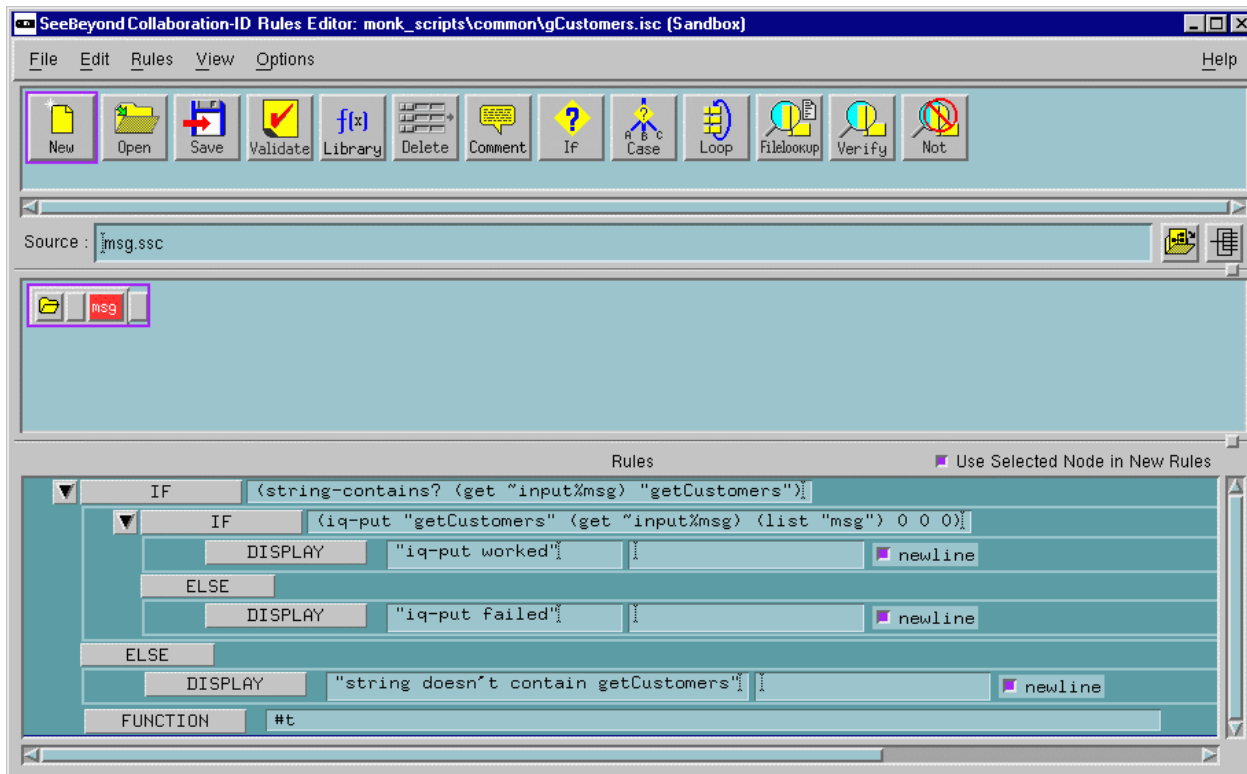 SeeBeyond Collaboration-ID Rules Editor: monk_scripts\common\gCustomers.isc (Sandbox)
File Edit Rules View Options Help
New Open Save Validate f(x) Library Delete Comment ? If ? A B C Case Loop Filelookup Verify Not
Source : msg.ssc
msg
Rules Use Selected Node in New Rules
IF (string-contains? (get ~input%msg) "getCustomers")
IF (iq-put "getCustomers" (get ~input%msg) (list "msg") 0 0 0)
DISPLAY "iq-put worked" newline
ELSE
DISPLAY "iq-put failed" newline
ELSE
DISPLAY "string doesn't contain getCustomers" newline
FUNCTION #t